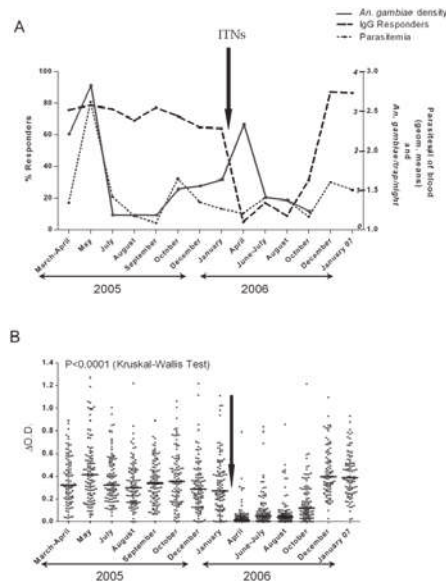 A
ITNs
An. gambiae density
IgG Responders
Parasitemia
% Responders
100
80
60
40
20
0
4
3
2
1
0
3.0
2.5
2.0
1.5
1.0
Parasites/µl of blood
(geom. means)
and
An. gambiae/trap/night
March-April
May
July
August
September
October
December
January
April
June-July
August
October
December
January 07
2005
2006
B
P<0.0001 (Kruskal-Wallis Test)
ΔO.D.
1.4
1.2
1.0
0.8
0.6
0.4
0.2
0.0
March-April
May
July
August
September
October
December
January
April
June-July
August
October
December
January 07
2005
2006